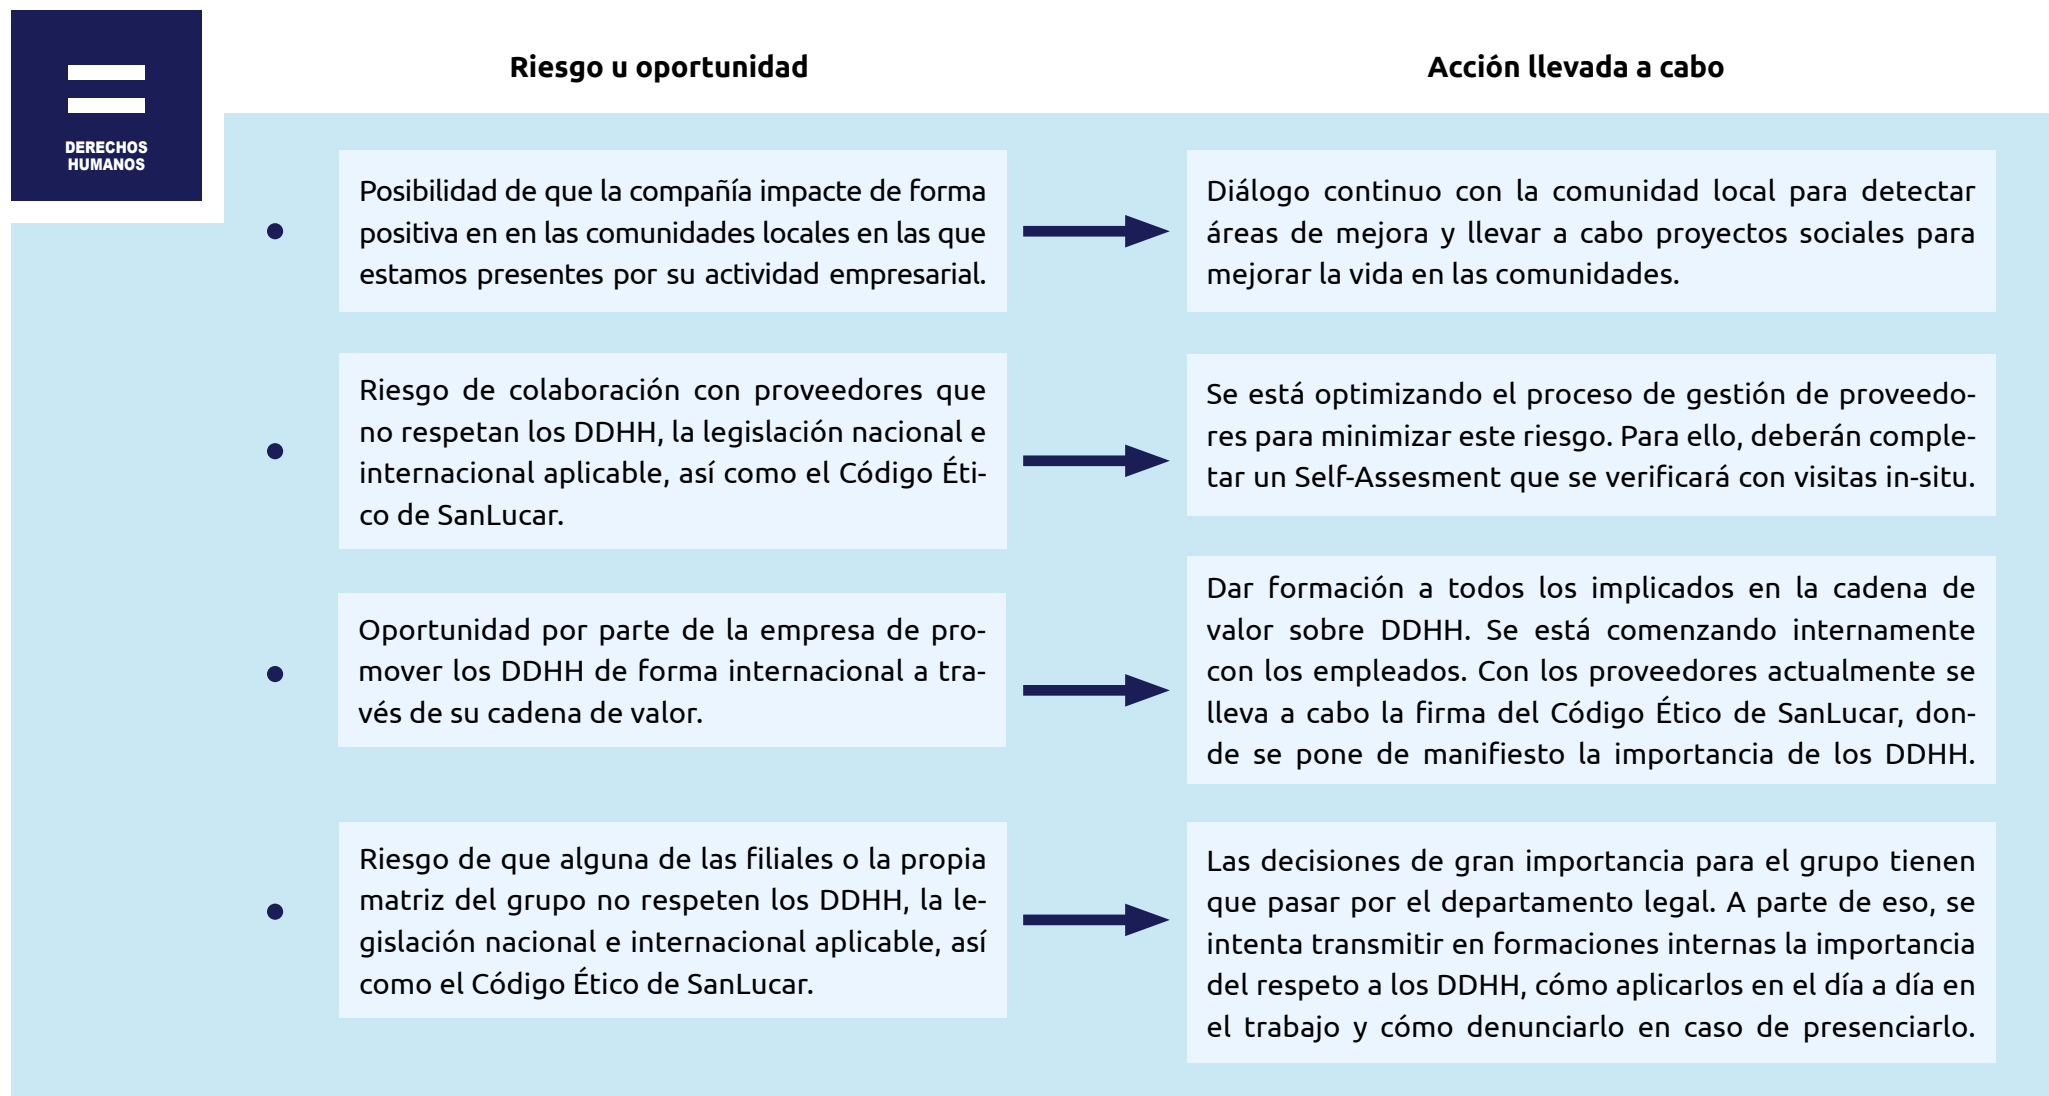 DERECHOS
HUMANOS
Riesgo u oportunidad
Acción llevada a cabo
Posibilidad de que la compañía impacte de forma
positiva en en las comunidades locales en las que
estamos presentes por su actividad empresarial.
Diálogo continuo con la comunidad local para detectar
áreas de mejora y llevar a cabo proyectos sociales para
mejorar la vida en las comunidades.
Riesgo de colaboración con proveedores que
no respetan los DDHH, la legislación nacional e
internacional aplicable, así como el Código Éti-
co de SanLucar.
Se está optimizando el proceso de gestión de proveedo-
res para minimizar este riesgo. Para ello, deberán comple-
tar un Self-Assesment que se verificará con visitas in-situ.
Oportunidad por parte de la empresa de pro-
mover los DDHH de forma internacional a tra-
vés de su cadena de valor.
Dar formación a todos los implicados en la cadena de
valor sobre DDHH. Se está comenzando internamente
con los empleados. Con los proveedores actualmente se
lleva a cabo la firma del Código Ético de SanLucar, don-
de se pone de manifiesto la importancia de los DDHH.
Riesgo de que alguna de las filiales o la propia
matriz del grupo no respeten los DDHH, la le-
gislación nacional e internacional aplicable, así
como el Código Ético de SanLucar.
Las decisiones de gran importancia para el grupo tienen
que pasar por el departamento legal. A parte de eso, se
intenta transmitir en formaciones internas la importancia
del respeto a los DDHH, cómo aplicarlos en el día a día en
el trabajo y cómo denunciarlo en caso de presenciarlo.